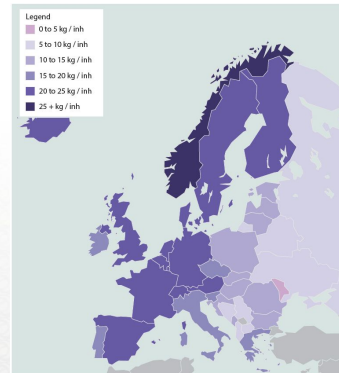 Legend
0 to 5 kg / inh
5 to 10 kg / inh
10 to 15 kg / inh
15 to 20 kg / inh
20 to 25 kg / inh
25 + kg / inh